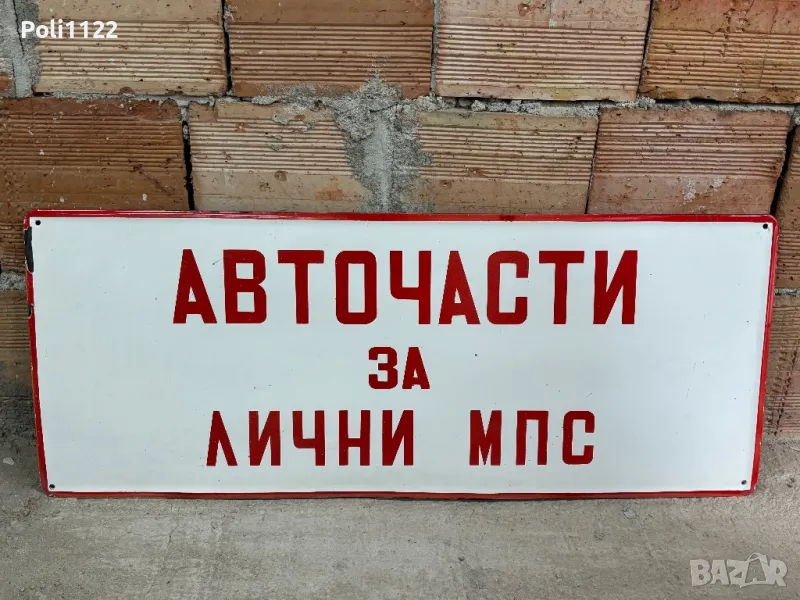 Poli1122
АВТОЧАСТИ
ЗА
ЛИЧНИ МПС
BAZAR